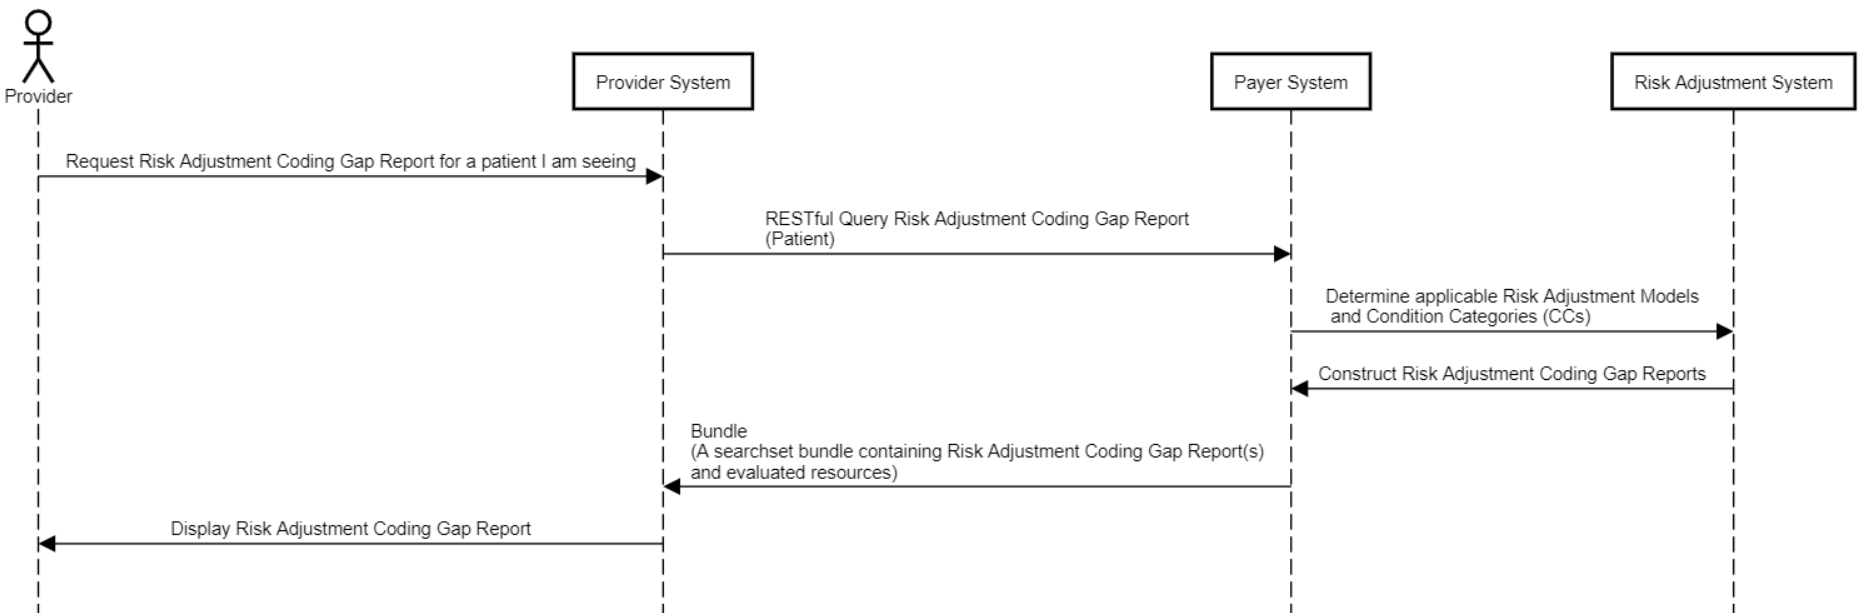 Provider
Provider System
Payer System
Risk Adjustment System
Request Risk Adjustment Coding Gap Report for a patient I am seeing
RESTful Query Risk Adjustment Coding Gap Report
(Patient)
Determine applicable Risk Adjustment Models
and Condition Categories (CCs)
Construct Risk Adjustment Coding Gap Reports
Bundle
(A searchset bundle containing Risk Adjustment Coding Gap Report(s)
and evaluated resources)
Display Risk Adjustment Coding Gap Report